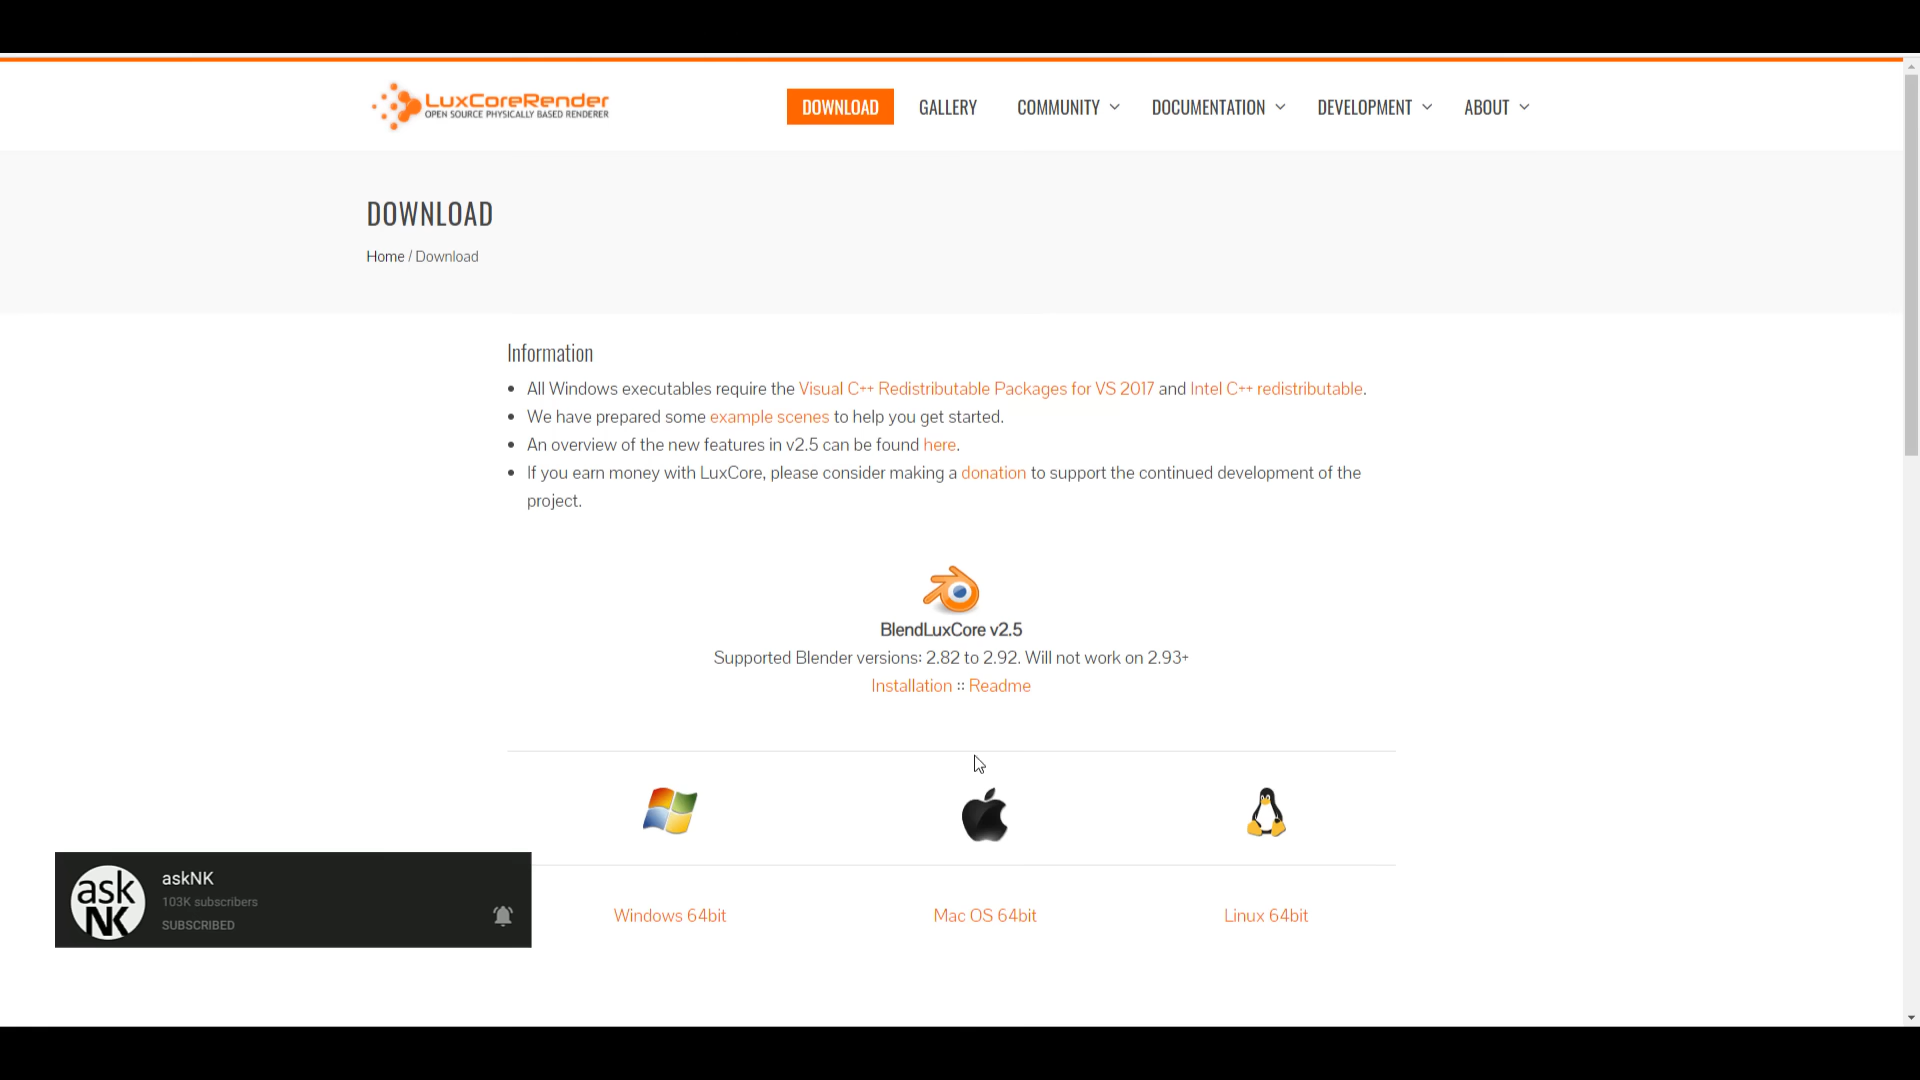 LuxCoreRender
OPEN SOURCE PHYSICALLY BASED RENDERER
DOWNLOAD GALLERY COMMUNITY DOCUMENTATION DEVELOPMENT ABOUT
DOWNLOAD
Home / Download
Information
All Windows executables require the Visual C++ Redistributable Packages for VS 2017 and Intel C++ redistributable.
We have prepared some example scenes to help you get started.
An overview of the new features in v2.5 can be found here.
If you earn money with LuxCore, please consider making a donation to support the continued development of the
project.
BlendLuxCore v2.5
Supported Blender versions: 2.82 to 2.92. Will not work on 2.93+
Installation :: Readme
Windows 64bit Mac OS 64bit Linux 64bit
ask
NK
askNK
103K subscribers
SUBSCRIBED